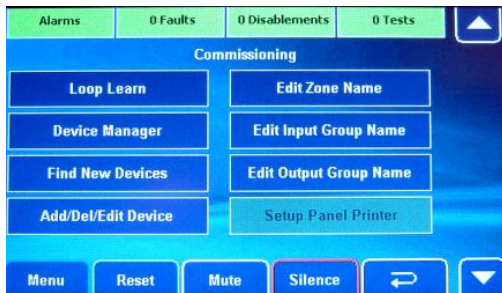 Alarms 0 Faults 0 Disablements 0 Tests
Commissioning
Loop Learn Edit Zone Name
Device Manager Edit Input Group Name
Find New Devices Edit Output Group Name
Add/Del/Edit Device Setup Panel Printer
Menu Reset Mute Silence